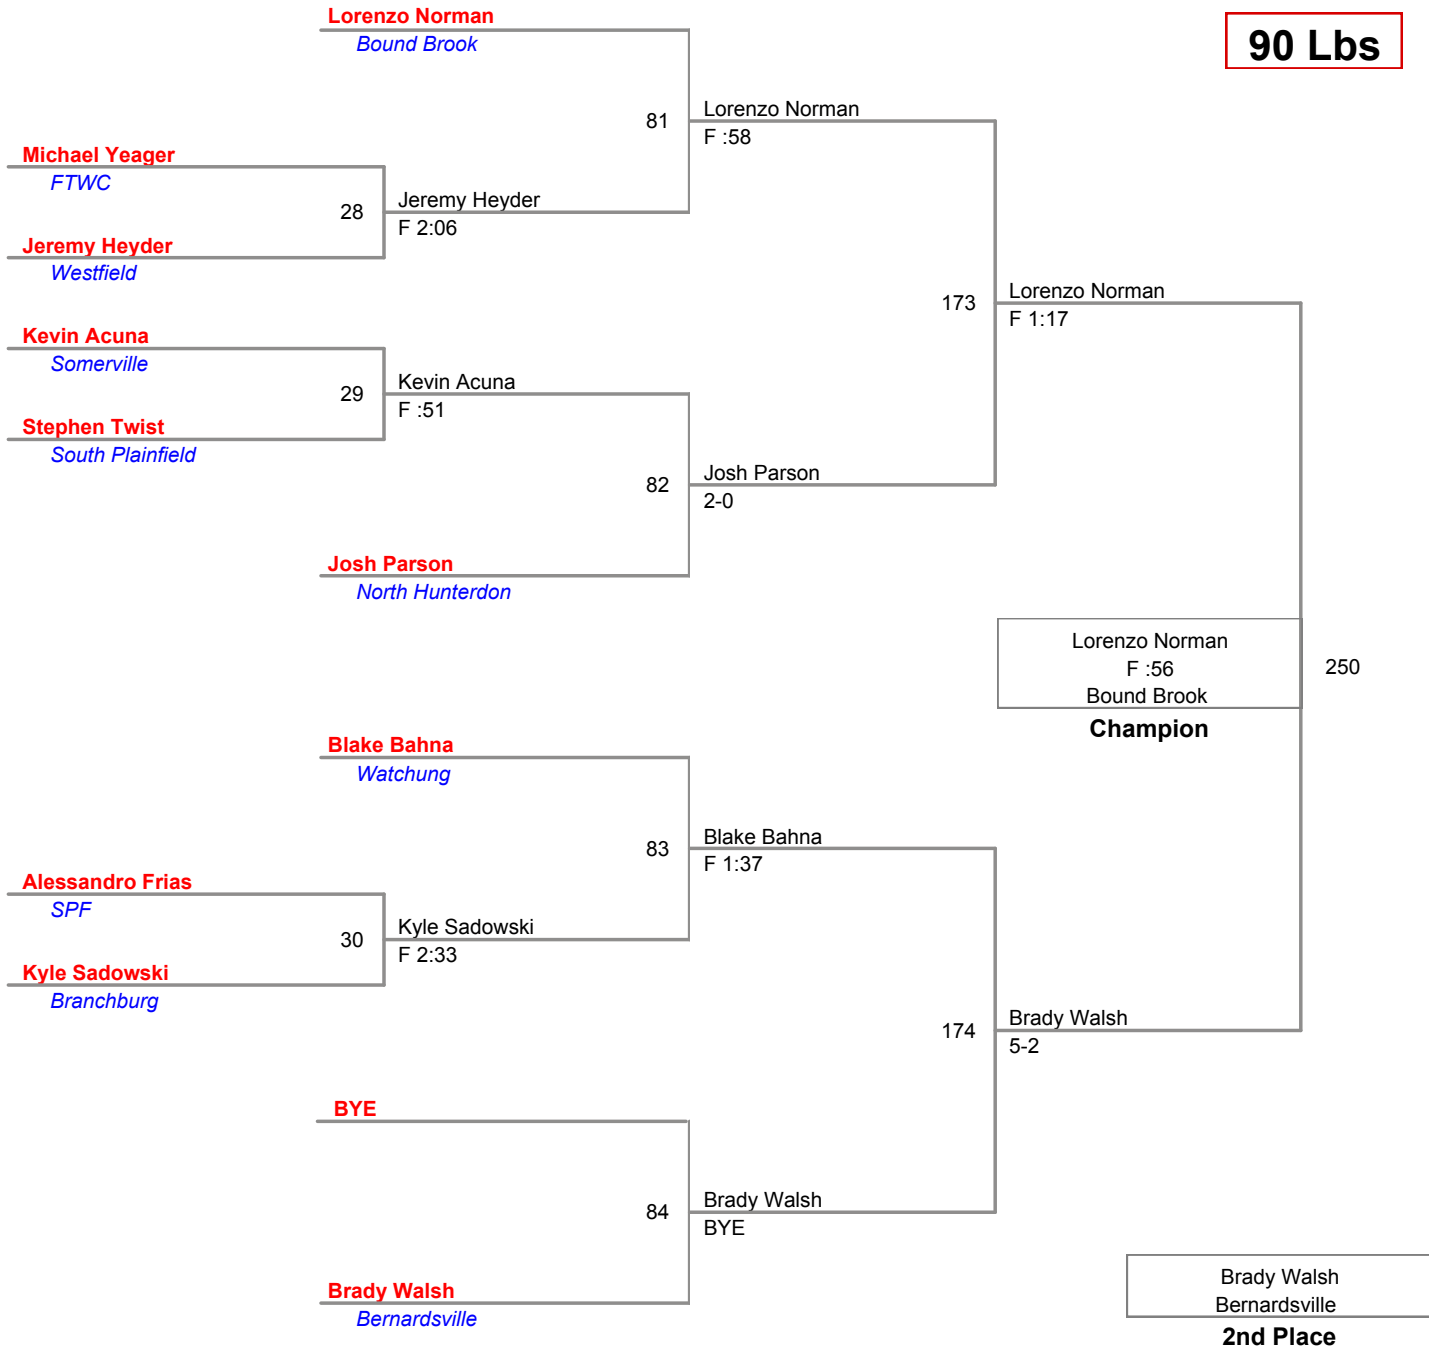 Lorenzo Norman
Bound Brook
90 Lbs
81
Lorenzo Norman
F :58
Michael Yeager
FTWC
28
Jeremy Heyder
F 2:06
Jeremy Heyder
Westfield
173
Lorenzo Norman
F 1:17
Kevin Acuna
Somerville
29
Kevin Acuna
F :51
Stephen Twist
South Plainfield
82
Josh Parson
2-0
Josh Parson
North Hunterdon
Lorenzo Norman
F :56
Bound Brook
250
Champion
Blake Bahna
Watchung
83
Blake Bahna
F 1:37
Alessandro Frias
SPF
30
Kyle Sadowski
F 2:33
Kyle Sadowski
Branchburg
174
Brady Walsh
5-2
BYE
84
Brady Walsh
BYE
Brady Walsh
Bernardsville
Brady Walsh
Bernardsville
2nd Place